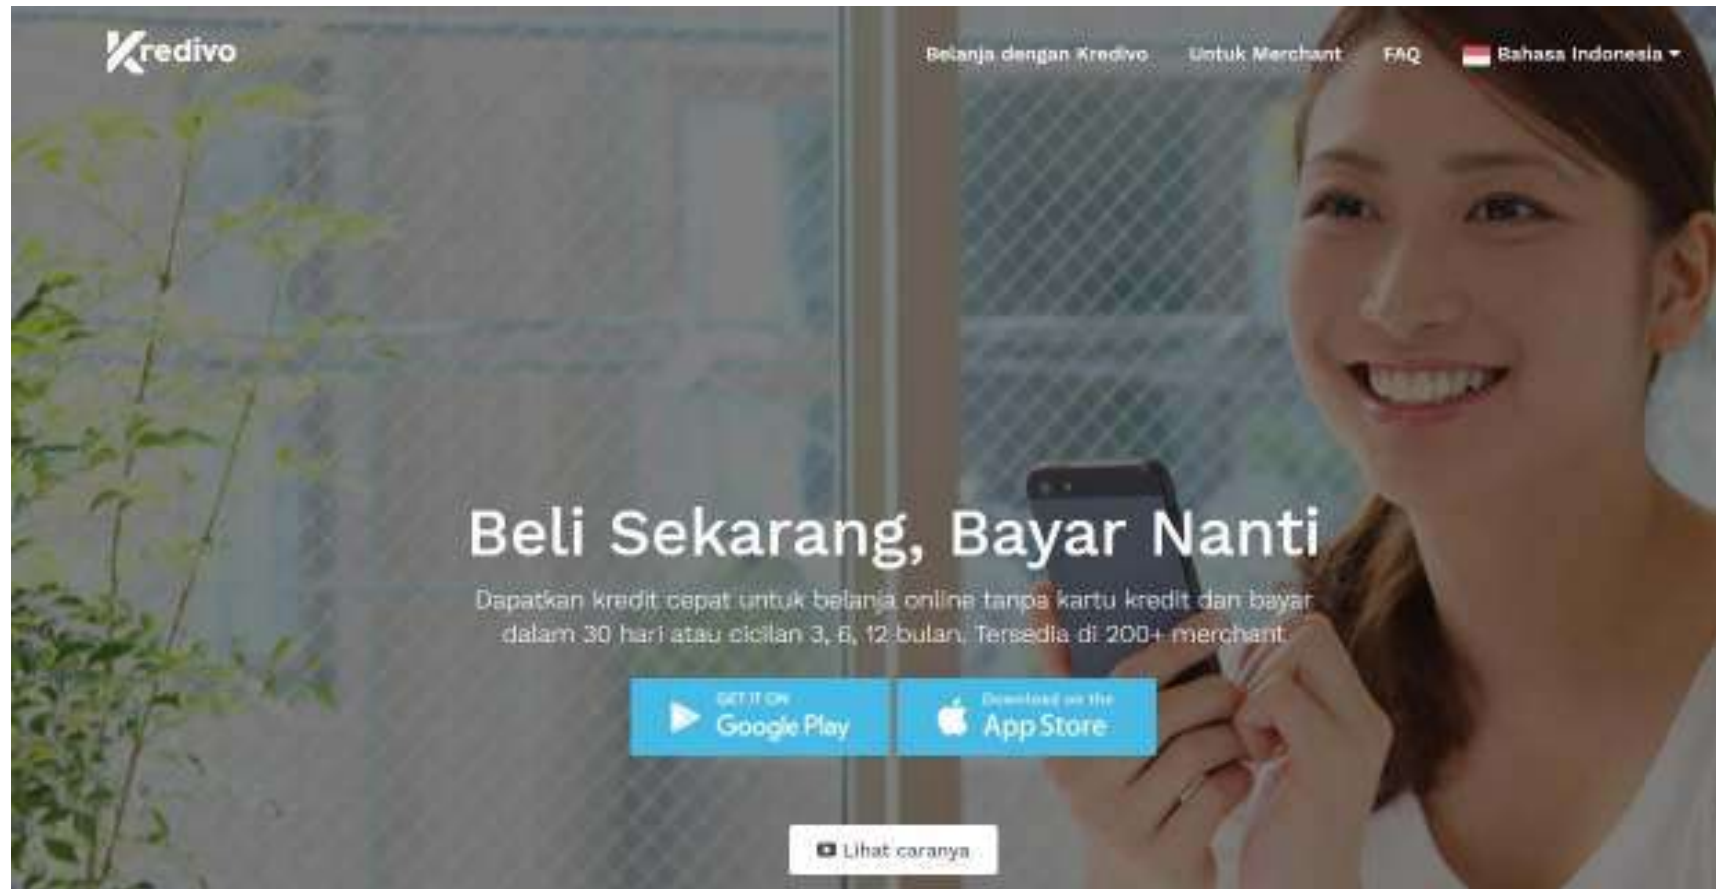 Kredivo
Belanja dengan Kredivo Untuk Merchant FAQ Bahasa Indonesia
Beli Sekarang, Bayar Nanti
Dapatkan kredit cepat untuk belanja online tanpa kartu kredit dan bayar
dalam 30 hari atau cicilan 3, 6, 12 bulan. Tersedia di 200+ merchant
GET IT ON
Google Play
Download on the
App Store
Lihat caranya